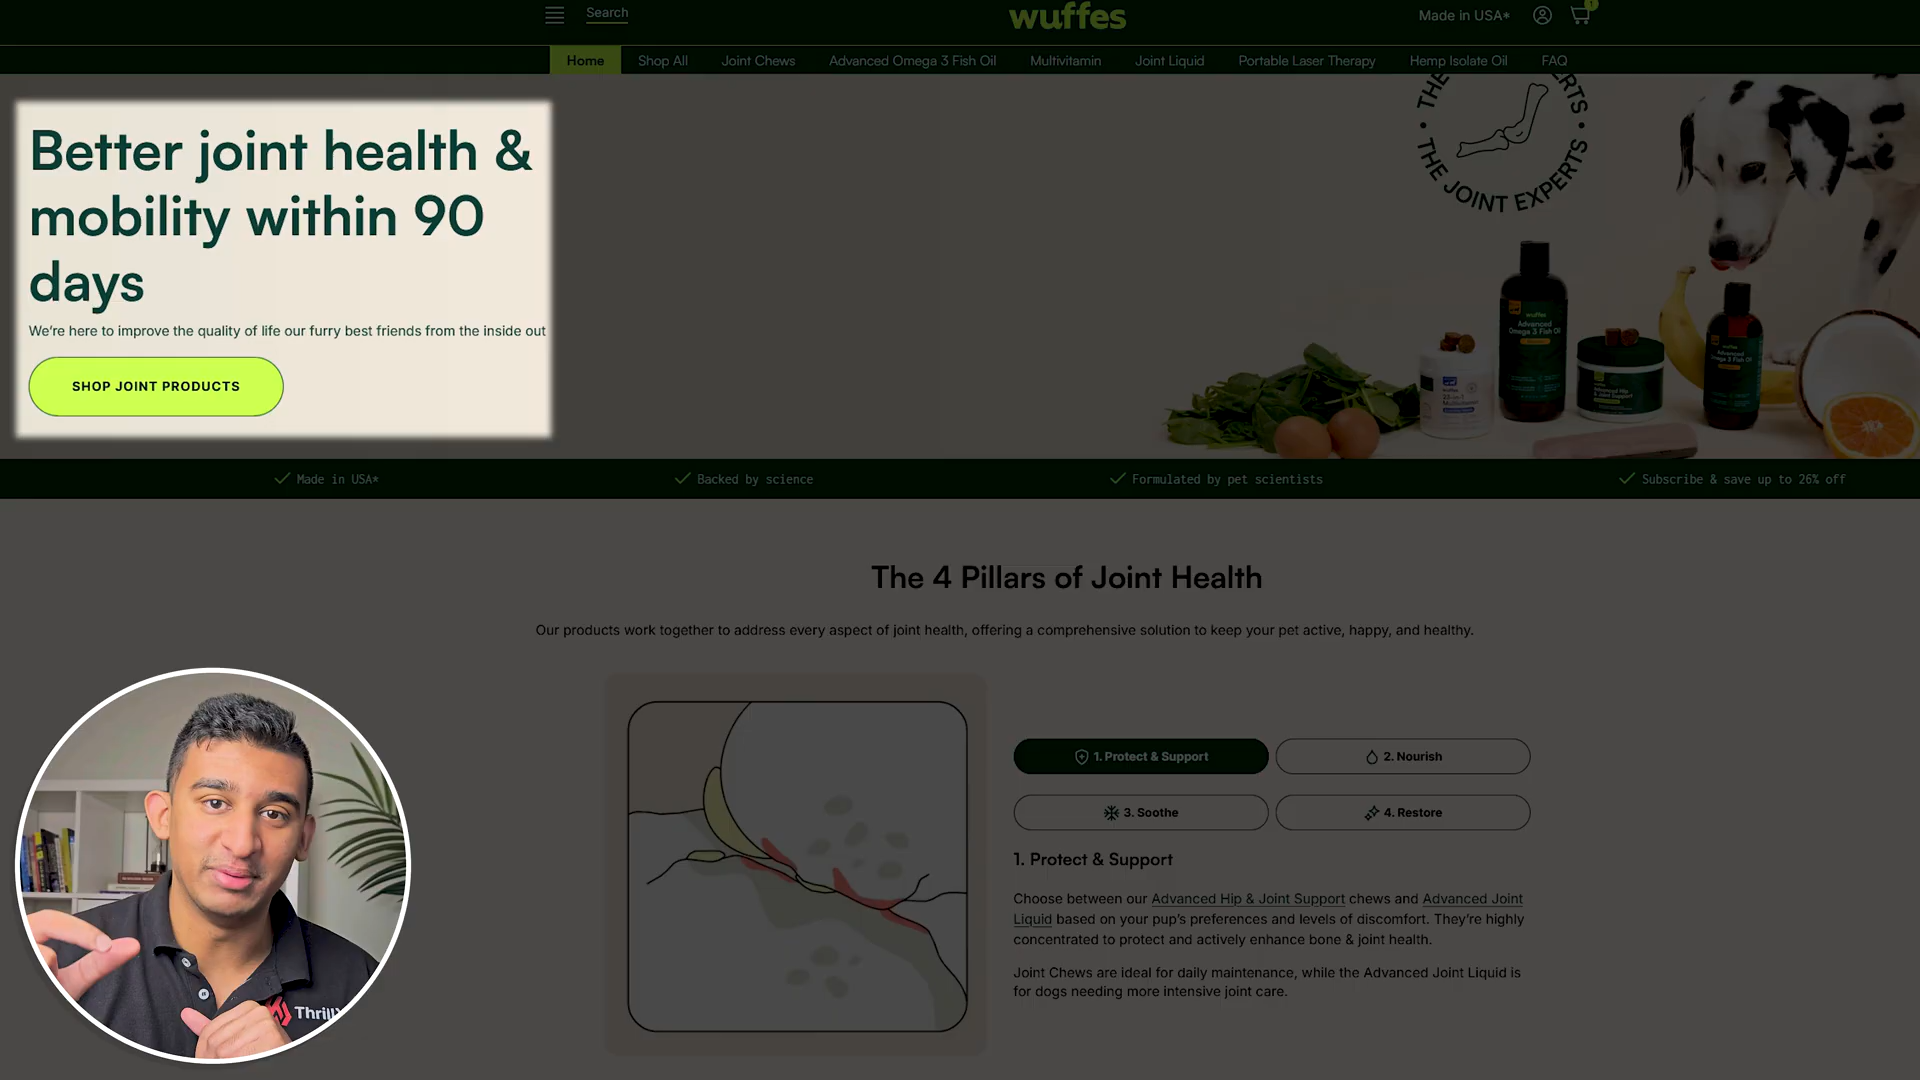 Search
wuffes
Made in USA*
1
Home
Shop All
Joint Chews
Advanced Omega 3 Fish Oil
Multivitamin
Joint Liquid
Portable Laser Therapy
Hemp Isolate Oil
FAQ
Better joint health &
mobility within 90
days
We're here to improve the quality of life our furry best friends from the inside out
SHOP JOINT PRODUCTS
THE JOINT EXPERTS
wuffes
Advanced
Omega 3 Fish Oil
Made in USA*
Backed by science
Formulated by pet scientists
Subscribe & save up to 26% off
The 4 Pillars of Joint Health
Our products work together to address every aspect of joint health, offering a comprehensive solution to keep your pet active, happy, and healthy.
1. Protect & Support
2. Nourish
3. Soothe
4. Restore
1. Protect & Support
Choose between our Advanced Hip & Joint Support chews and Advanced Joint
Liquid based on your pup's preferences and levels of discomfort. They're highly
concentrated to protect and actively enhance bone & joint health.
Joint Chews are ideal for daily maintenance, while the Advanced Joint Liquid is
for dogs needing more intensive joint care.